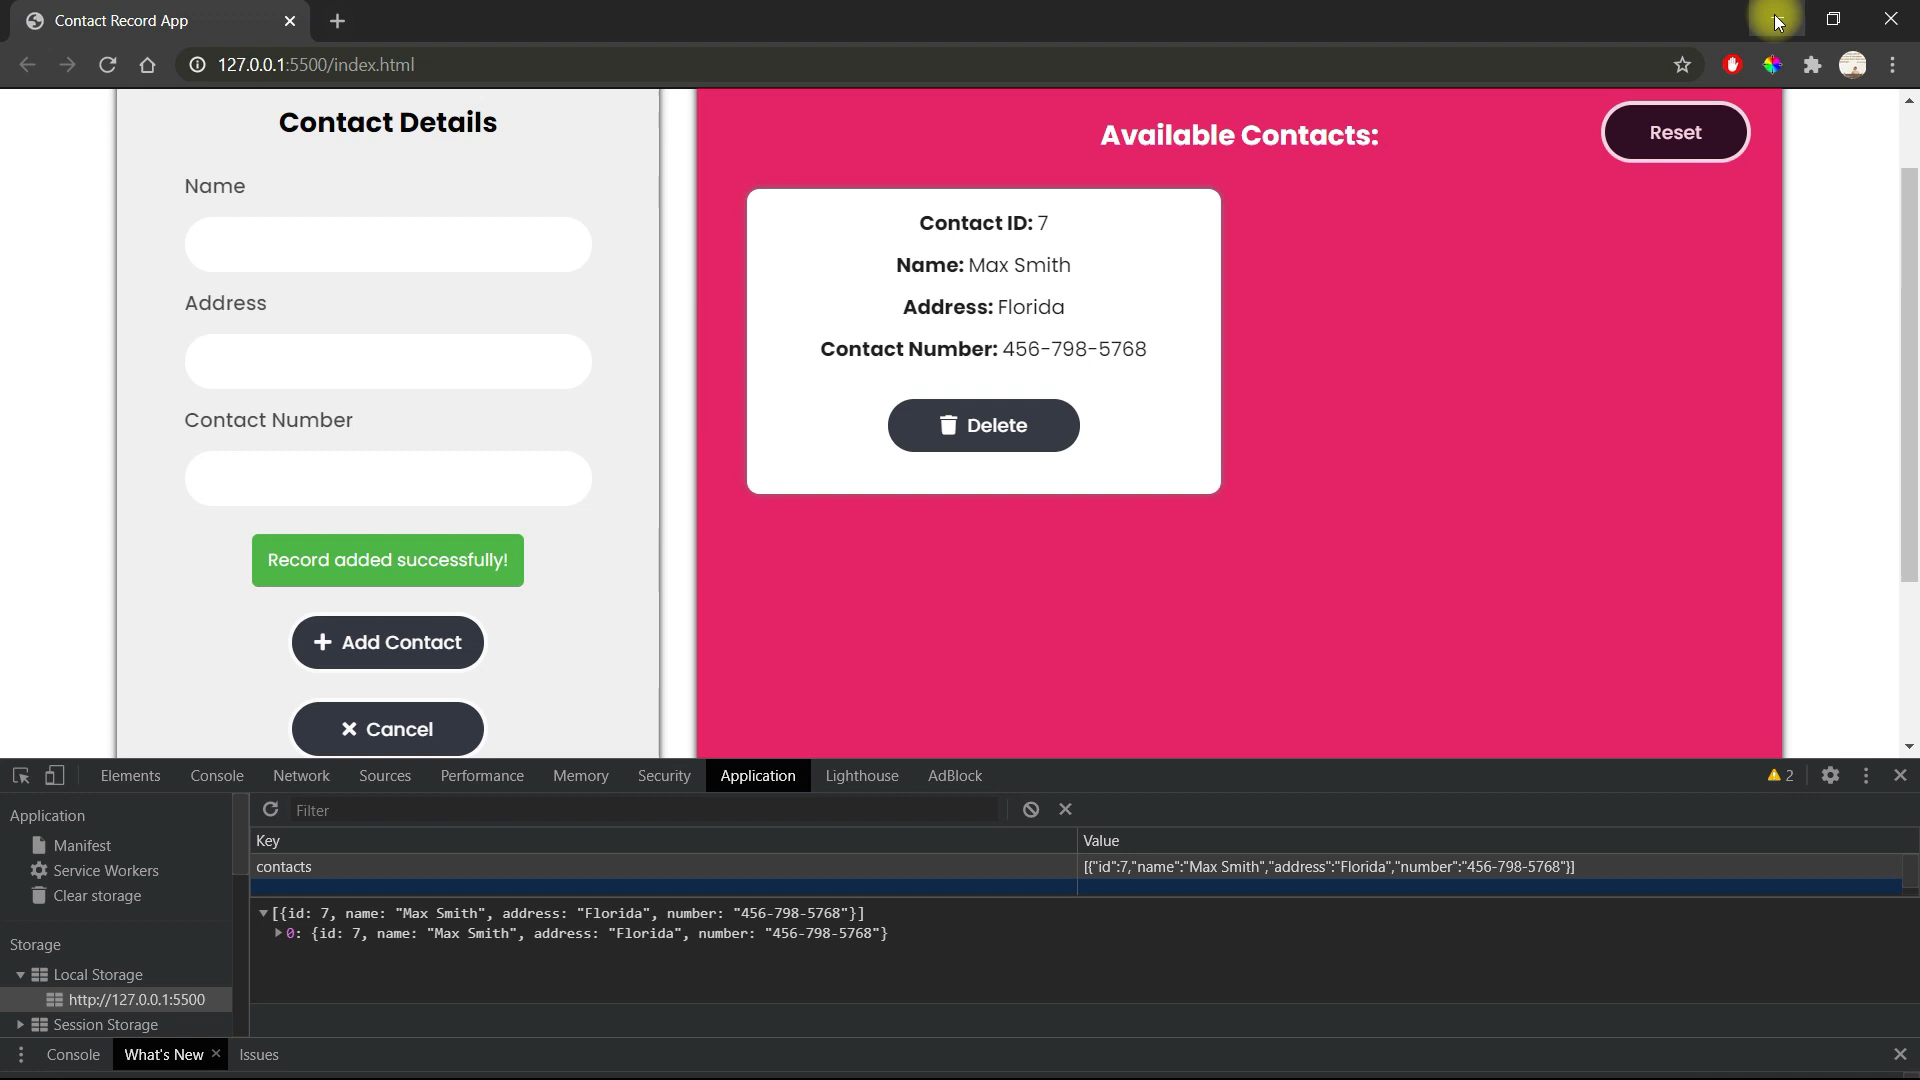 Contact Record App
127.0.0.1:5500/index.html
Contact Details
Name
Address
Contact Number
Record added successfully!
Add Contact
Cancel
Available Contacts:
Reset
Contact ID: 7
Name: Max Smith
Address: Florida
Contact Number: 456-798-5768
Delete
Elements Console Network Sources Performance Memory Security Application Lighthouse AdBlock 2
Application
Manifest
Service Workers
Clear storage
Storage
Local Storage
http://127.0.0.1:5500
Session Storage
Filter
Key Value
contacts [{"id":7,"name":"Max Smith","address":"Florida","number":"456-798-5768"}]
[{id: 7, name: "Max Smith", address: "Florida", number: "456-798-5768"}]
0: {id: 7, name: "Max Smith", address: "Florida", number: "456-798-5768"}
Console What's New Issues